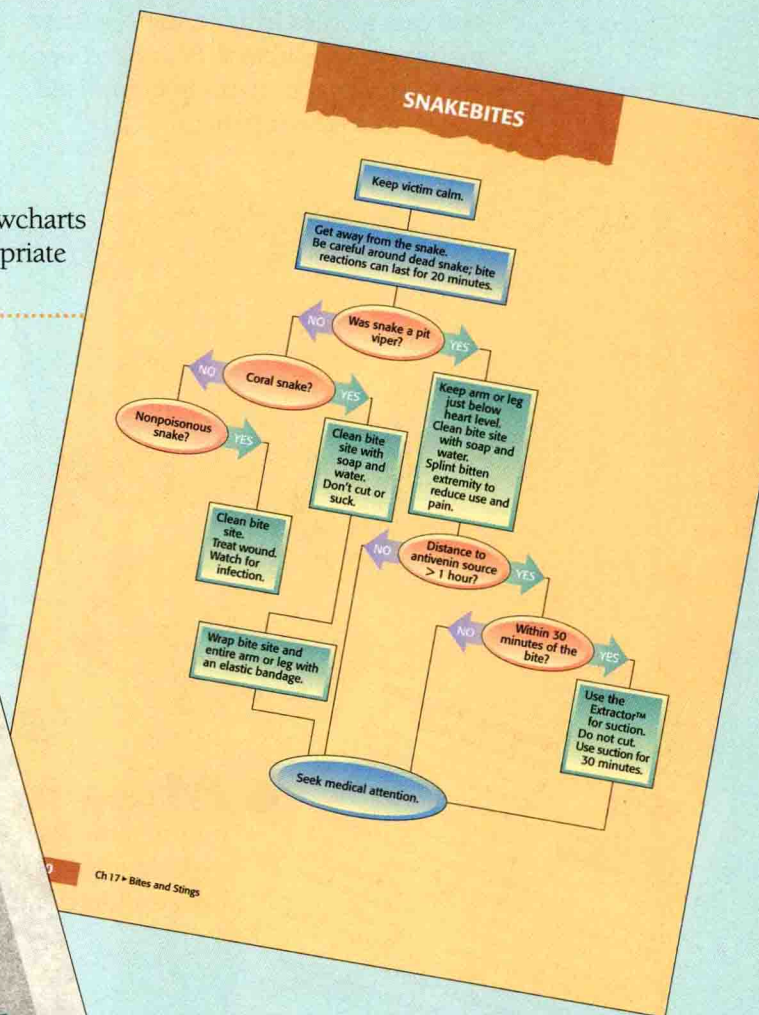 wcharts
priate
SNAKEBITES
Keep victim calm.
Get away from the snake.
Be careful around dead snake; bite
reactions can last for 20 minutes.
Was snake a pit
viper?
NO
YES
Coral snake?
NO
YES
Nonpoisonous
snake?
YES
Keep arm or leg
just below
heart level.
Clean bite site
with soap and
water.
Splint bitten
extremity to
reduce use and
pain.
Clean bite
site with
soap and
water.
Don't cut or
suck.
Clean bite
site.
Treat wound.
Watch for
infection.
Distance to
antivenin source
> 1 hour?
NO
YES
Within 30
minutes of the
bite?
NO
YES
Wrap bite site and
entire arm or leg with
an elastic bandage.
Use the
Extractor™
for suction.
Do not cut.
Use suction for
30 minutes.
Seek medical attention.
0
Ch 17 ▸ Bites and Stings